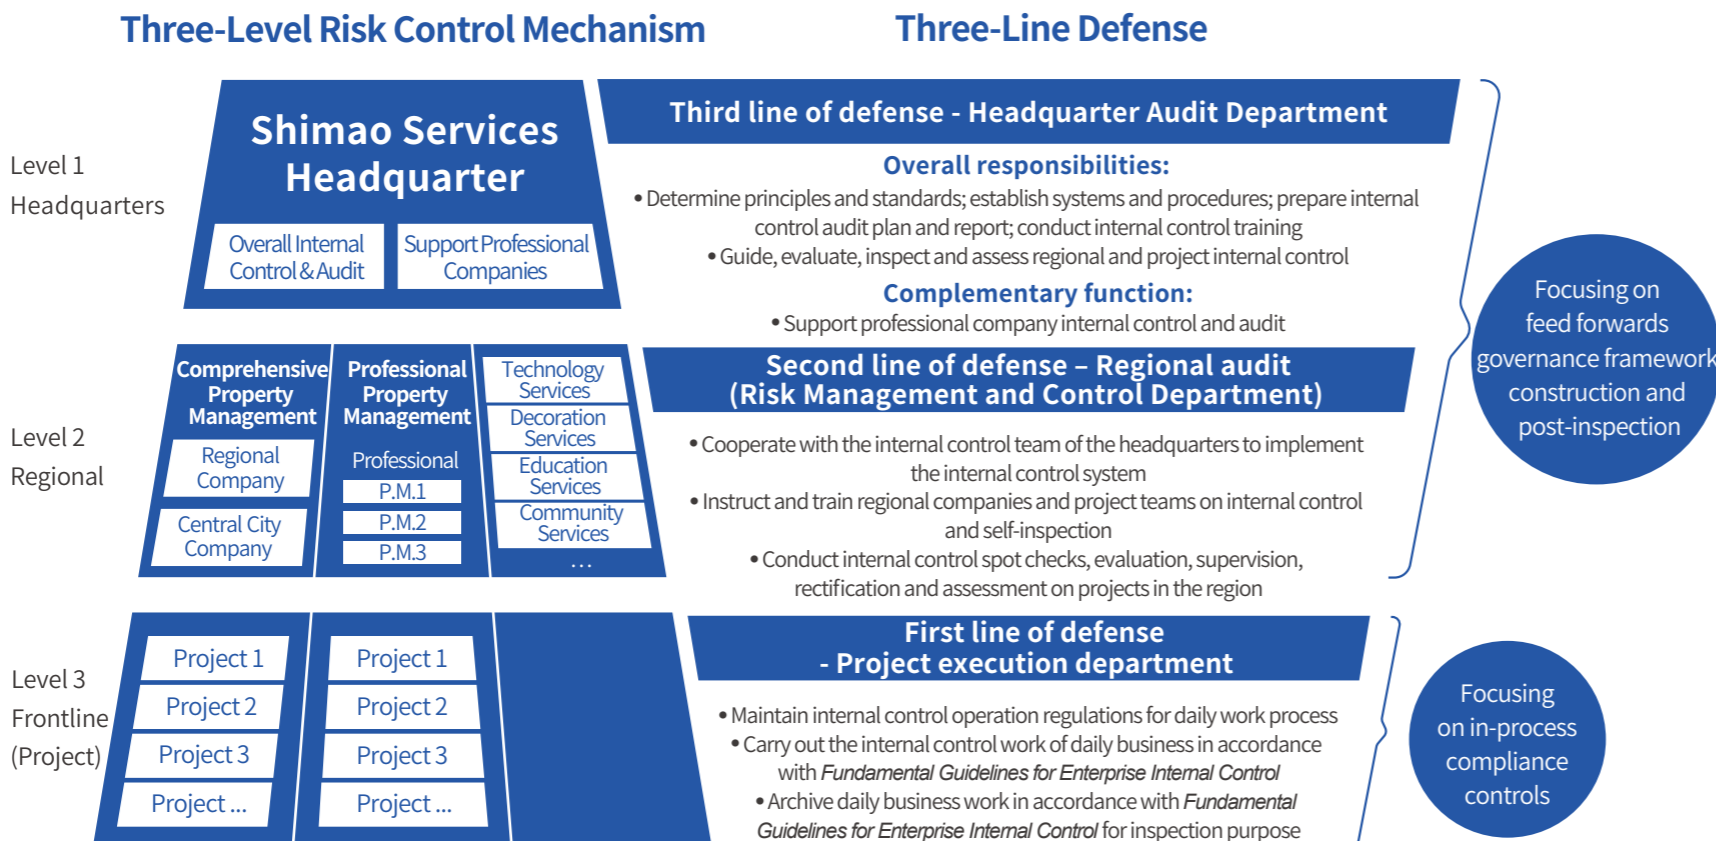 Three-Level Risk Control Mechanism
Three-Line Defense
Level 1
Headquarters
Shimao Services
Headquarter
Overall Internal
Control & Audit
Support Professional
Companies
Third line of defense - Headquarter Audit Department
Overall responsibilities:
• Determine principles and standards; establish systems and procedures; prepare internal
control audit plan and report; conduct internal control training
• Guide, evaluate, inspect and assess regional and project internal control
Complementary function:
• Support professional company internal control and audit
Level 2
Regional
Comprehensive
Property
Management
Regional
Company
Central City
Company
Professional
Property
Management
Professional
P.M.1
P.M.2
P.M.3
Technology
Services
Decoration
Services
Education
Services
Community
Services
...
Second line of defense – Regional audit
(Risk Management and Control Department)
• Cooperate with the internal control team of the headquarters to implement
the internal control system
• Instruct and train regional companies and project teams on internal control
and self-inspection
• Conduct internal control spot checks, evaluation, supervision,
rectification and assessment on projects in the region
Focusing on
feed forwards
governance framework
construction and
post-inspection
Level 3
Frontline
(Project)
Project 1
Project 2
Project 3
Project ...
Project 1
Project 2
Project 3
Project ...
First line of defense
- Project execution department
• Maintain internal control operation regulations for daily work process
• Carry out the internal control work of daily business in accordance
with Fundamental Guidelines for Enterprise Internal Control
• Archive daily business work in accordance with Fundamental
Guidelines for Enterprise Internal Control for inspection purpose
Focusing
on in-process
compliance
controls